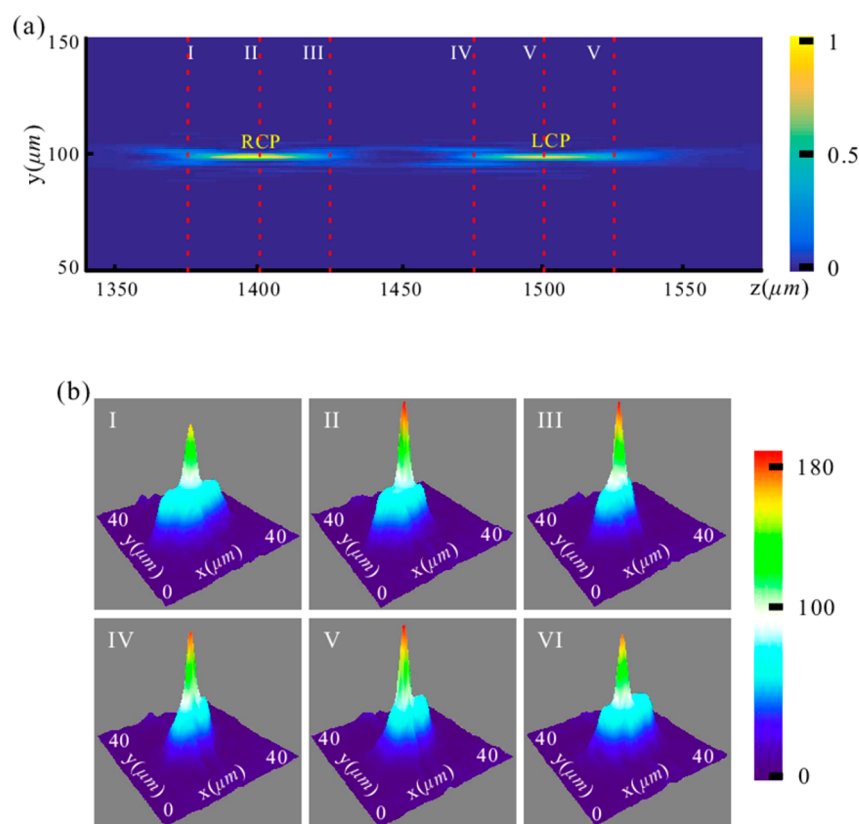 (a)
150
I II III IV V V
1
RCP LCP
y(μm)
100
0.5
50
0
1350 1400 1450 1500 z(μm) 1550
(b)
I II III
180
40 y(μm) 0 x(μm) 40
40 y(μm) 0 x(μm) 40
40 y(μm) 0 x(μm) 40
100
IV V VI
40 y(μm) 0 x(μm) 40
40 y(μm) 0 x(μm) 40
40 y(μm) 0 x(μm) 40
0